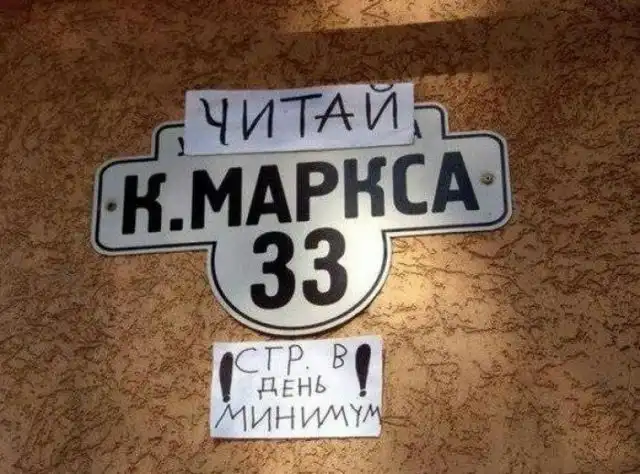 ЧИТАЙ
К.МАРКСА
33
!СТР. В!
ДЕНЬ
МИНИМУМ